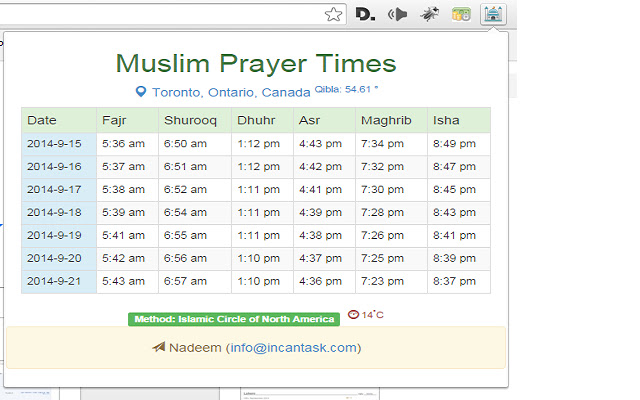 D.
Muslim Prayer Times
Toronto, Ontario, Canada Qibla: 54.61 °
Date Fajr Shurooq Dhuhr Asr Maghrib Isha
2014-9-15 5:36 am 6:50 am 1:12 pm 4:43 pm 7:34 pm 8:49 pm
2014-9-16 5:37 am 6:51 am 1:12 pm 4:42 pm 7:32 pm 8:47 pm
2014-9-17 5:38 am 6:52 am 1:11 pm 4:41 pm 7:30 pm 8:45 pm
2014-9-18 5:39 am 6:54 am 1:11 pm 4:39 pm 7:28 pm 8:43 pm
2014-9-19 5:41 am 6:55 am 1:11 pm 4:38 pm 7:26 pm 8:41 pm
2014-9-20 5:42 am 6:56 am 1:10 pm 4:37 pm 7:25 pm 8:39 pm
2014-9-21 5:43 am 6:57 am 1:10 pm 4:36 pm 7:23 pm 8:37 pm
Method: Islamic Circle of North America 14°C
Nadeem (info@incantask.com)